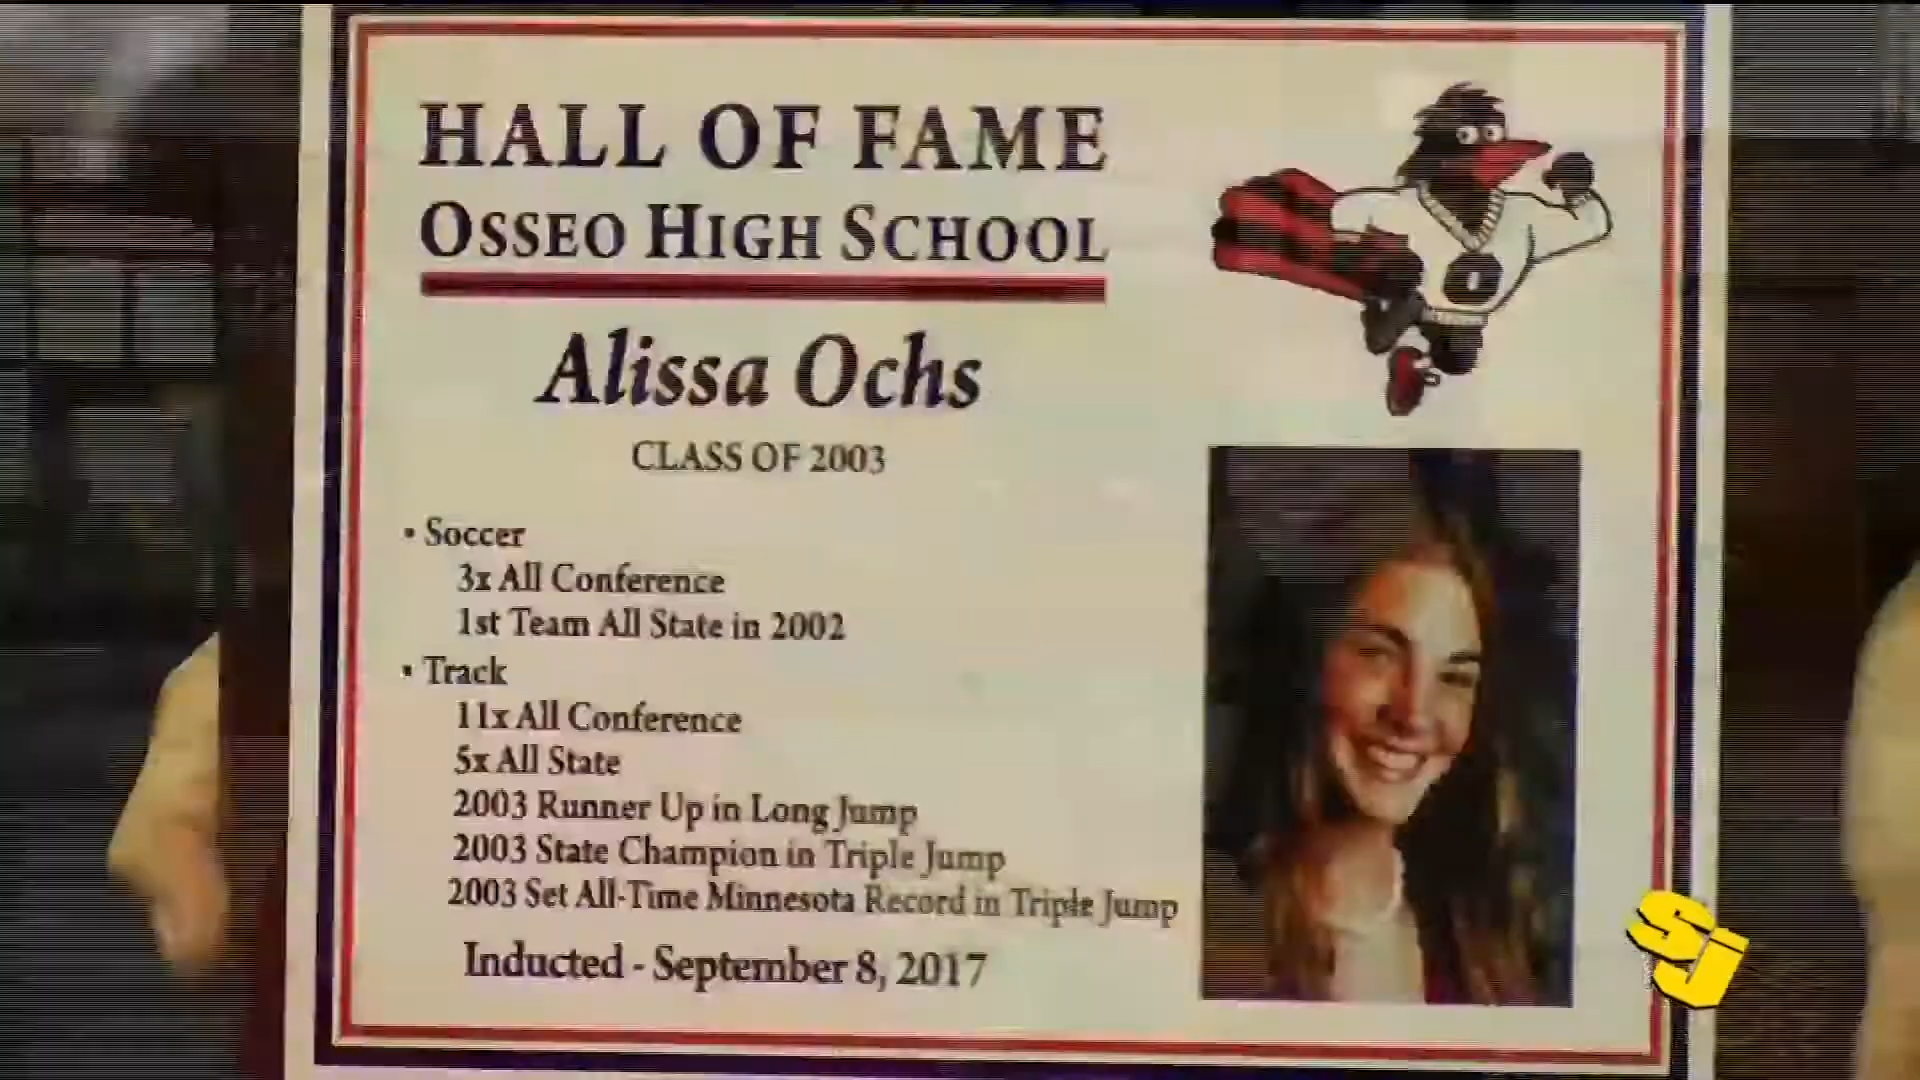 HALL OF FAME
OSSEO HIGH SCHOOL
Alissa Ochs
CLASS OF 2003
• Soccer
3x All Conference
1st Team All State in 2002
• Track
11x All Conference
5x All State
2003 Runner Up in Long Jump
2003 State Champion in Triple Jump
2003 Set All-Time Minnesota Record in Triple Jump
Inducted - September 8, 2017
O
SJ